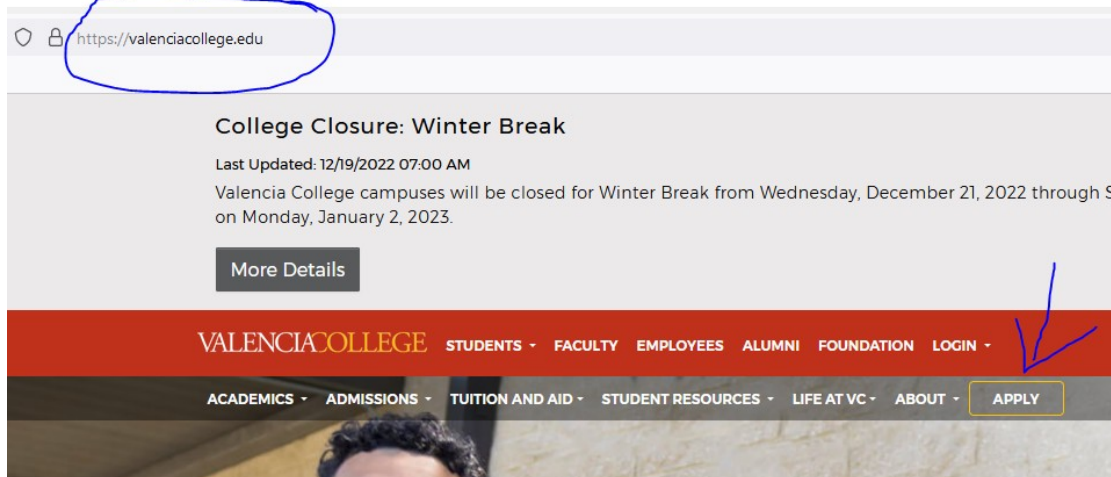 https://valenciacollege.edu
College Closure: Winter Break
Last Updated: 12/19/2022 07:00 AM
Valencia College campuses will be closed for Winter Break from Wednesday, December 21, 2022 through S
on Monday, January 2, 2023.
More Details
VALENCIACOLLEGE STUDENTS FACULTY EMPLOYEES ALUMNI FOUNDATION LOGIN
ACADEMICS ADMISSIONS TUITION AND AID STUDENT RESOURCES LIFE AT VC ABOUT APPLY